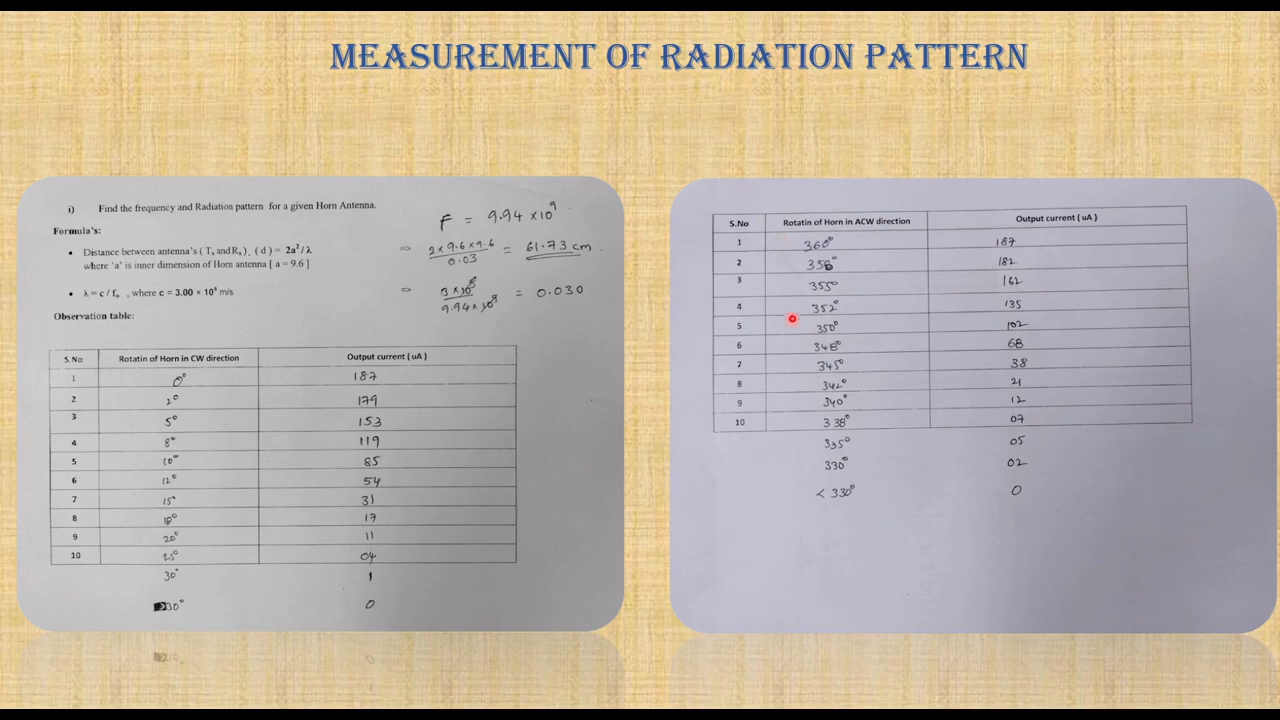 MEASUREMENT OF RADIATION PATTERN
i) Find the frequency and Radiation pattern for a given Horn Antenna.
F = 9.94 ×10⁹
Formula's:
• Distance between antenna's ( Tx and Rx ), (d) = 2a²/λ ⇒ 2×9.6×9.6 / 0.03 = 61.73 cm.
where 'a' is inner dimension of Horn antenna [ a = 9.6 ]
• λ = c / f₀ , where c = 3.00 × 10⁸ m/s ⇒ 3×10⁸ / 9.94×10⁹ = 0.030
Observation table:
S.No Rotatin of Horn in CW direction Output current ( uA )
1 0° 187
2 2° 179
3 5° 153
4 8° 119
5 10° 85
6 12° 54
7 15° 31
8 18° 17
9 20° 11
10 25° 04
30° 1
30° 0
S.No Rotatin of Horn in ACW direction Output current ( uA )
1 360° 187
2 358° 182
3 355° 162
4 352° 135
5 350° 102
6 348° 68
7 345° 38
8 342° 21
9 340° 12
10 338° 07
335° 05
330° 02
< 330° 0